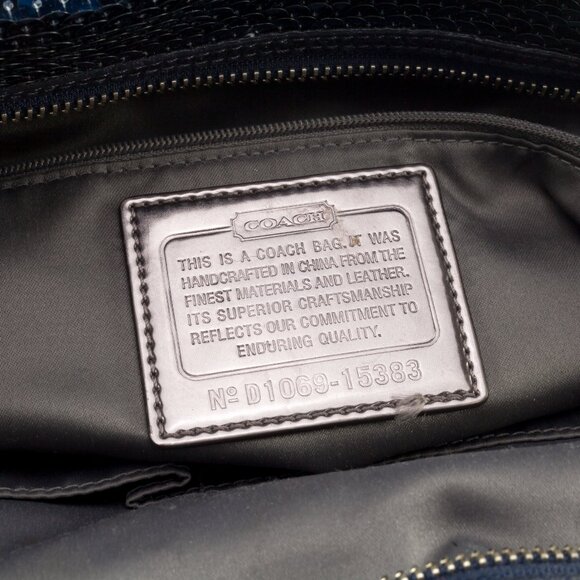 COACH
THIS IS A COACH BAG. IT WAS
HANDCRAFTED IN CHINA FROM THE
FINEST MATERIALS AND LEATHER.
ITS SUPERIOR CRAFTSMANSHIP
REFLECTS OUR COMMITMENT TO
ENDURING QUALITY.
Nº D1069-15383